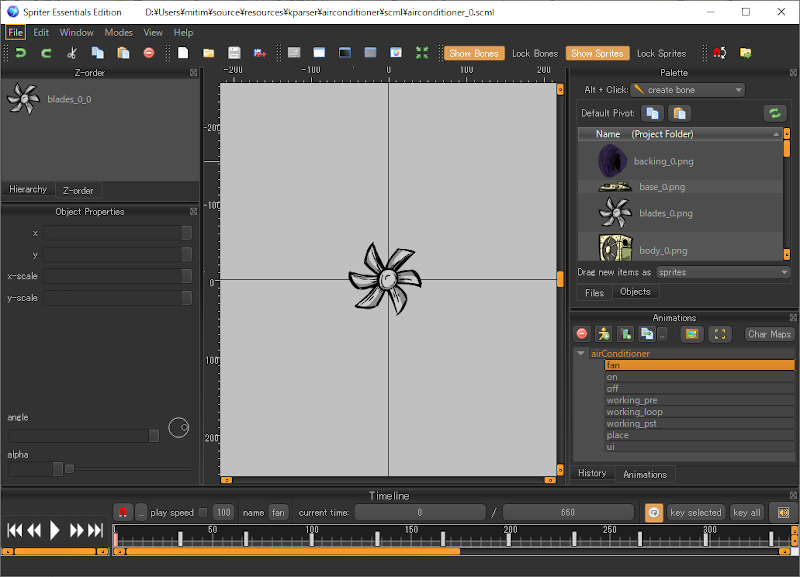 Spriter Essentials Edition D:¥Users¥mitim¥source¥resources¥kparser¥airconditioner¥scml¥airconditioner_0.scml
File Edit Window Modes View Help
Show Bones Lock Bones Show Sprites Lock Sprites
Z-order
blades_0_0
Hierarchy Z-order
Object Properties
x
y
x-scale
y-scale
angle
alpha
-200 -100 0 100 200
-200
-100
0
100
200
Palette
Alt + Click: create bone
Default Pivot:
Name (Project Folder)
backing_0.png
base_0.png
blades_0.png
body_0.png
Drag new items as sprites
Files Objects
Animations
.. Char Maps
airConditioner
fan
on
off
working_pre
working_loop
working_pst
place
ui
History Animations
Timeline
.. play speed 100 name fan current time: 0 / 660 key selected key all
0 50 100 150 200 250 300